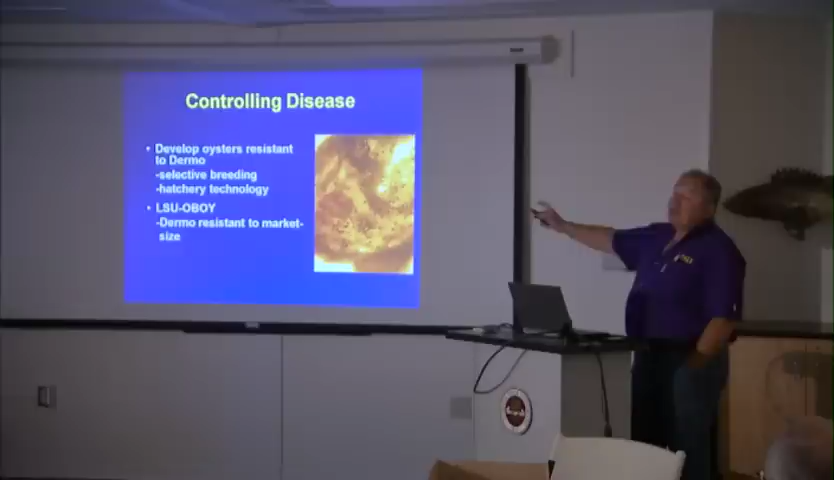 Controlling Disease
• Develop oysters resistant
to Dermo
-selective breeding
-hatchery technology
• LSU-OBOY
-Dermo resistant to market-
size